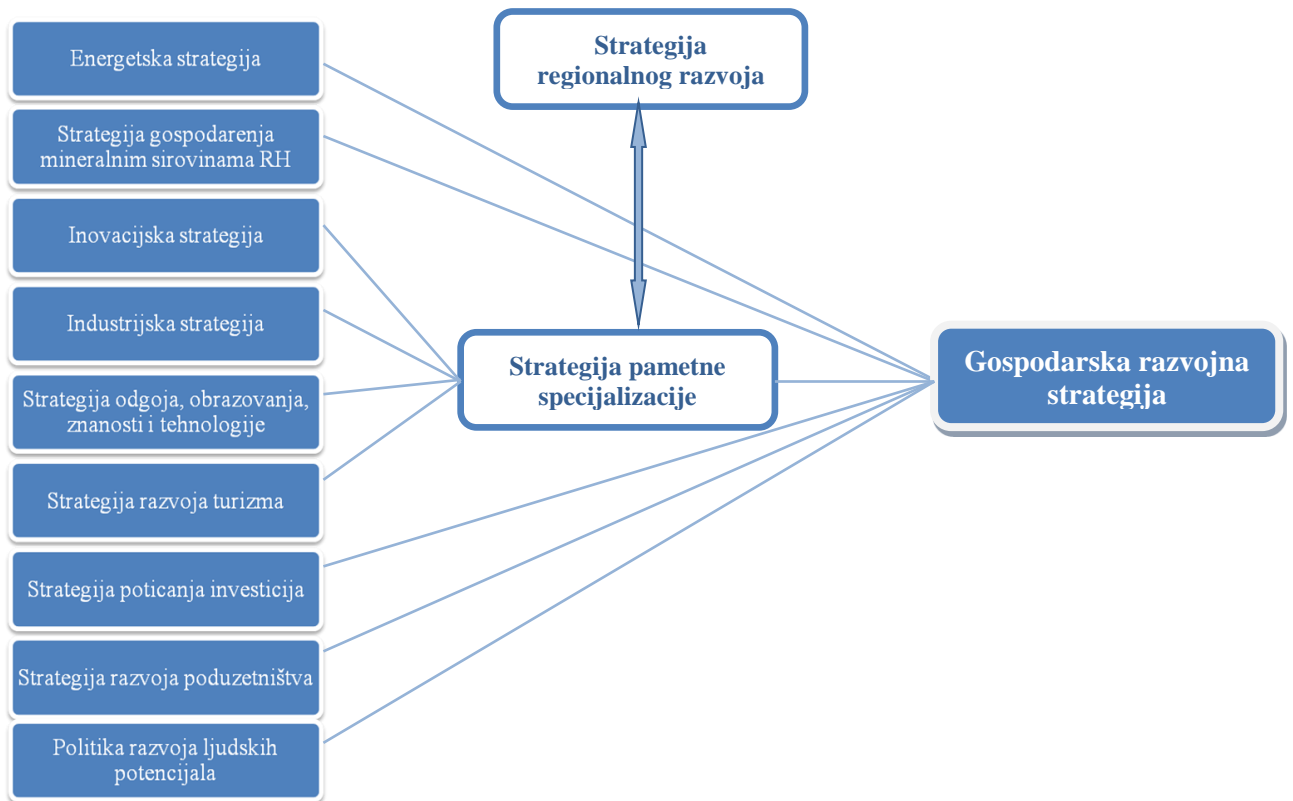 Energetska strategija
Strategija gospodarenja
mineralnim sirovinama RH
Inovacijska strategija
Industrijska strategija
Strategija odgoja, obrazovanja,
znanosti i tehnologije
Strategija razvoja turizma
Strategija poticanja investicija
Strategija razvoja poduzetništva
Politika razvoja ljudskih
potencijala
Strategija
regionalnog razvoja
Strategija pametne
specijalizacije
Gospodarska razvojna
strategija